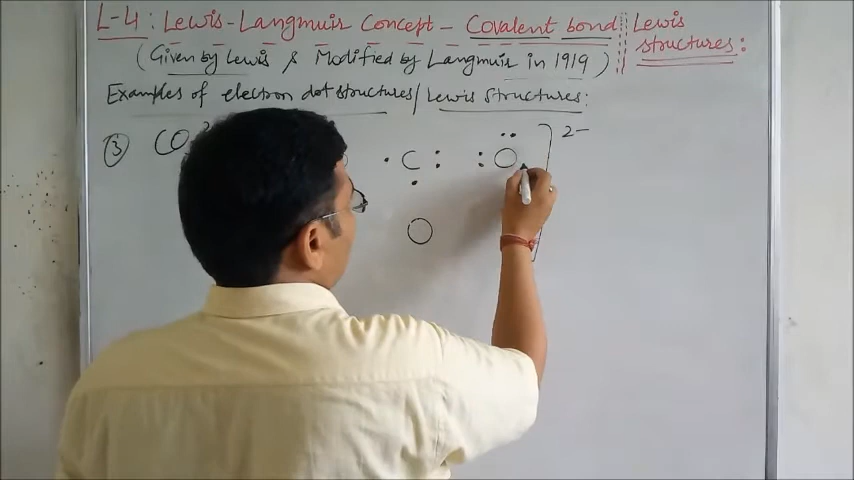 L-4: Lewis-Langmuir Concept - Covalent bond
Lewis structures:
(Given by Lewis & Modified by Langmuir in 1919)
Examples of electron dot structures/Lewis structures:
③ CO
C O ] 2-
O